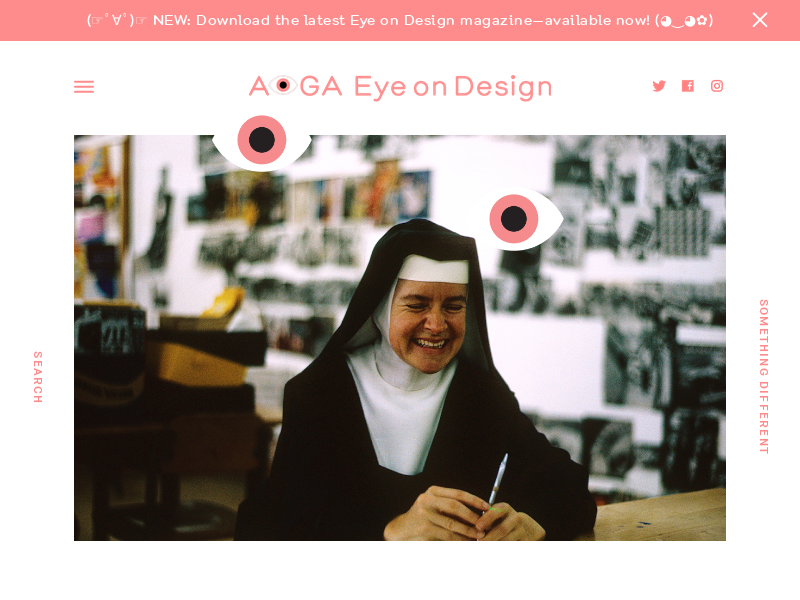 (☞ﾟ∀ﾟ)☞ NEW: Download the latest Eye on Design magazine—available now! (◕‿◕✿)
AIGA Eye on Design
SEARCH
SOMETHING DIFFERENT